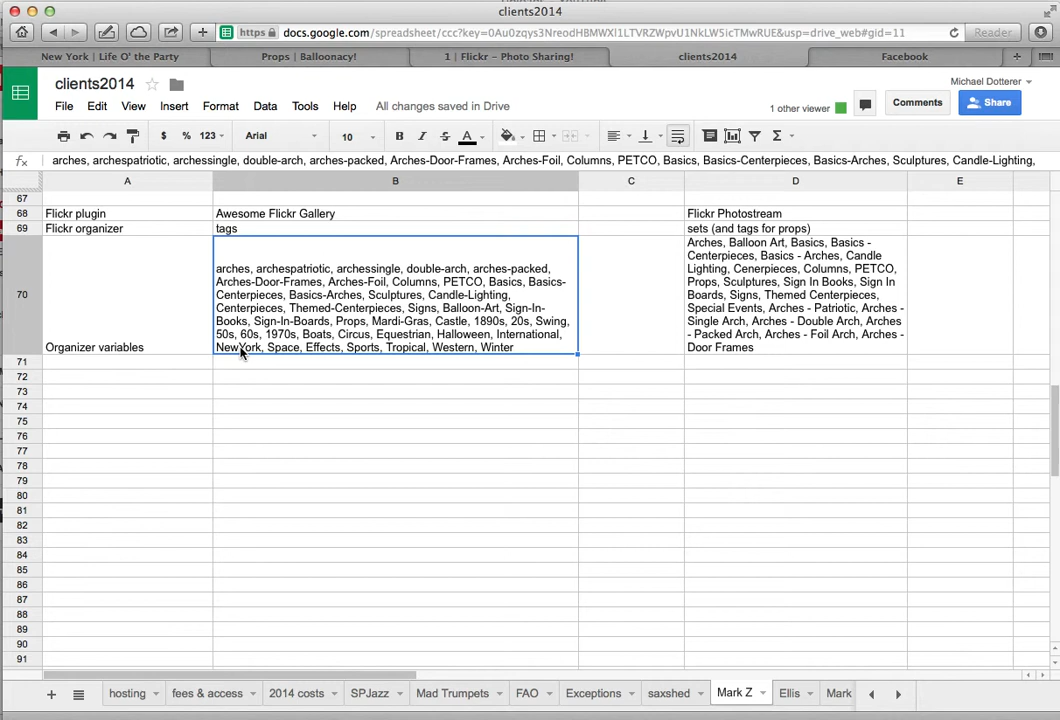 clients2014
https docs.google.com/spreadsheet/ccc?key=0Au0zqys3NreodHBMWXl1LTVRZWpvU1NkLW5icTMwRUE&usp=drive_web#gid=11
Reader
New York | Life O' the Party
Props | Balloonacy!
1 | Flickr - Photo Sharing!
clients2014
Facebook
clients2014
Michael Dotterer
File Edit View Insert Format Data Tools Help All changes saved in Drive
1 other viewer
Comments
Share
$ % 123 Arial 10 B I S A Σ
fx arches, archespatriotic, archessingle, double-arch, arches-packed, Arches-Door-Frames, Arches-Foil, Columns, PETCO, Basics, Basics-Centerpieces, Basics-Arches, Sculptures, Candle-Lighting,
A B C D E
67
68 Flickr plugin Awesome Flickr Gallery Flickr Photostream
69 Flickr organizer tags sets (and tags for props)
70 Organizer variables
arches, archespatriotic, archessingle, double-arch, arches-packed,
Arches-Door-Frames, Arches-Foil, Columns, PETCO, Basics, Basics-
Centerpieces, Basics-Arches, Sculptures, Candle-Lighting,
Centerpieces, Themed-Centerpieces, Signs, Balloon-Art, Sign-In-
Books, Sign-In-Boards, Props, Mardi-Gras, Castle, 1890s, 20s, Swing,
50s, 60s, 1970s, Boats, Circus, Equestrian, Halloween, International,
NewYork, Space, Effects, Sports, Tropical, Western, Winter
Arches, Balloon Art, Basics, Basics -
Centerpieces, Basics - Arches, Candle
Lighting, Cenerpieces, Columns, PETCO,
Props, Sculptures, Sign In Books, Sign In
Boards, Signs, Themed Centerpieces,
Special Events, Arches - Patriotic, Arches -
Single Arch, Arches - Double Arch, Arches
- Packed Arch, Arches - Foil Arch, Arches -
Door Frames
71
72
73
74
75
76
77
78
79
80
81
82
83
84
85
86
87
88
89
90
91
hosting fees & access 2014 costs SPJazz Mad Trumpets FAO Exceptions saxshed Mark Z Ellis Mark